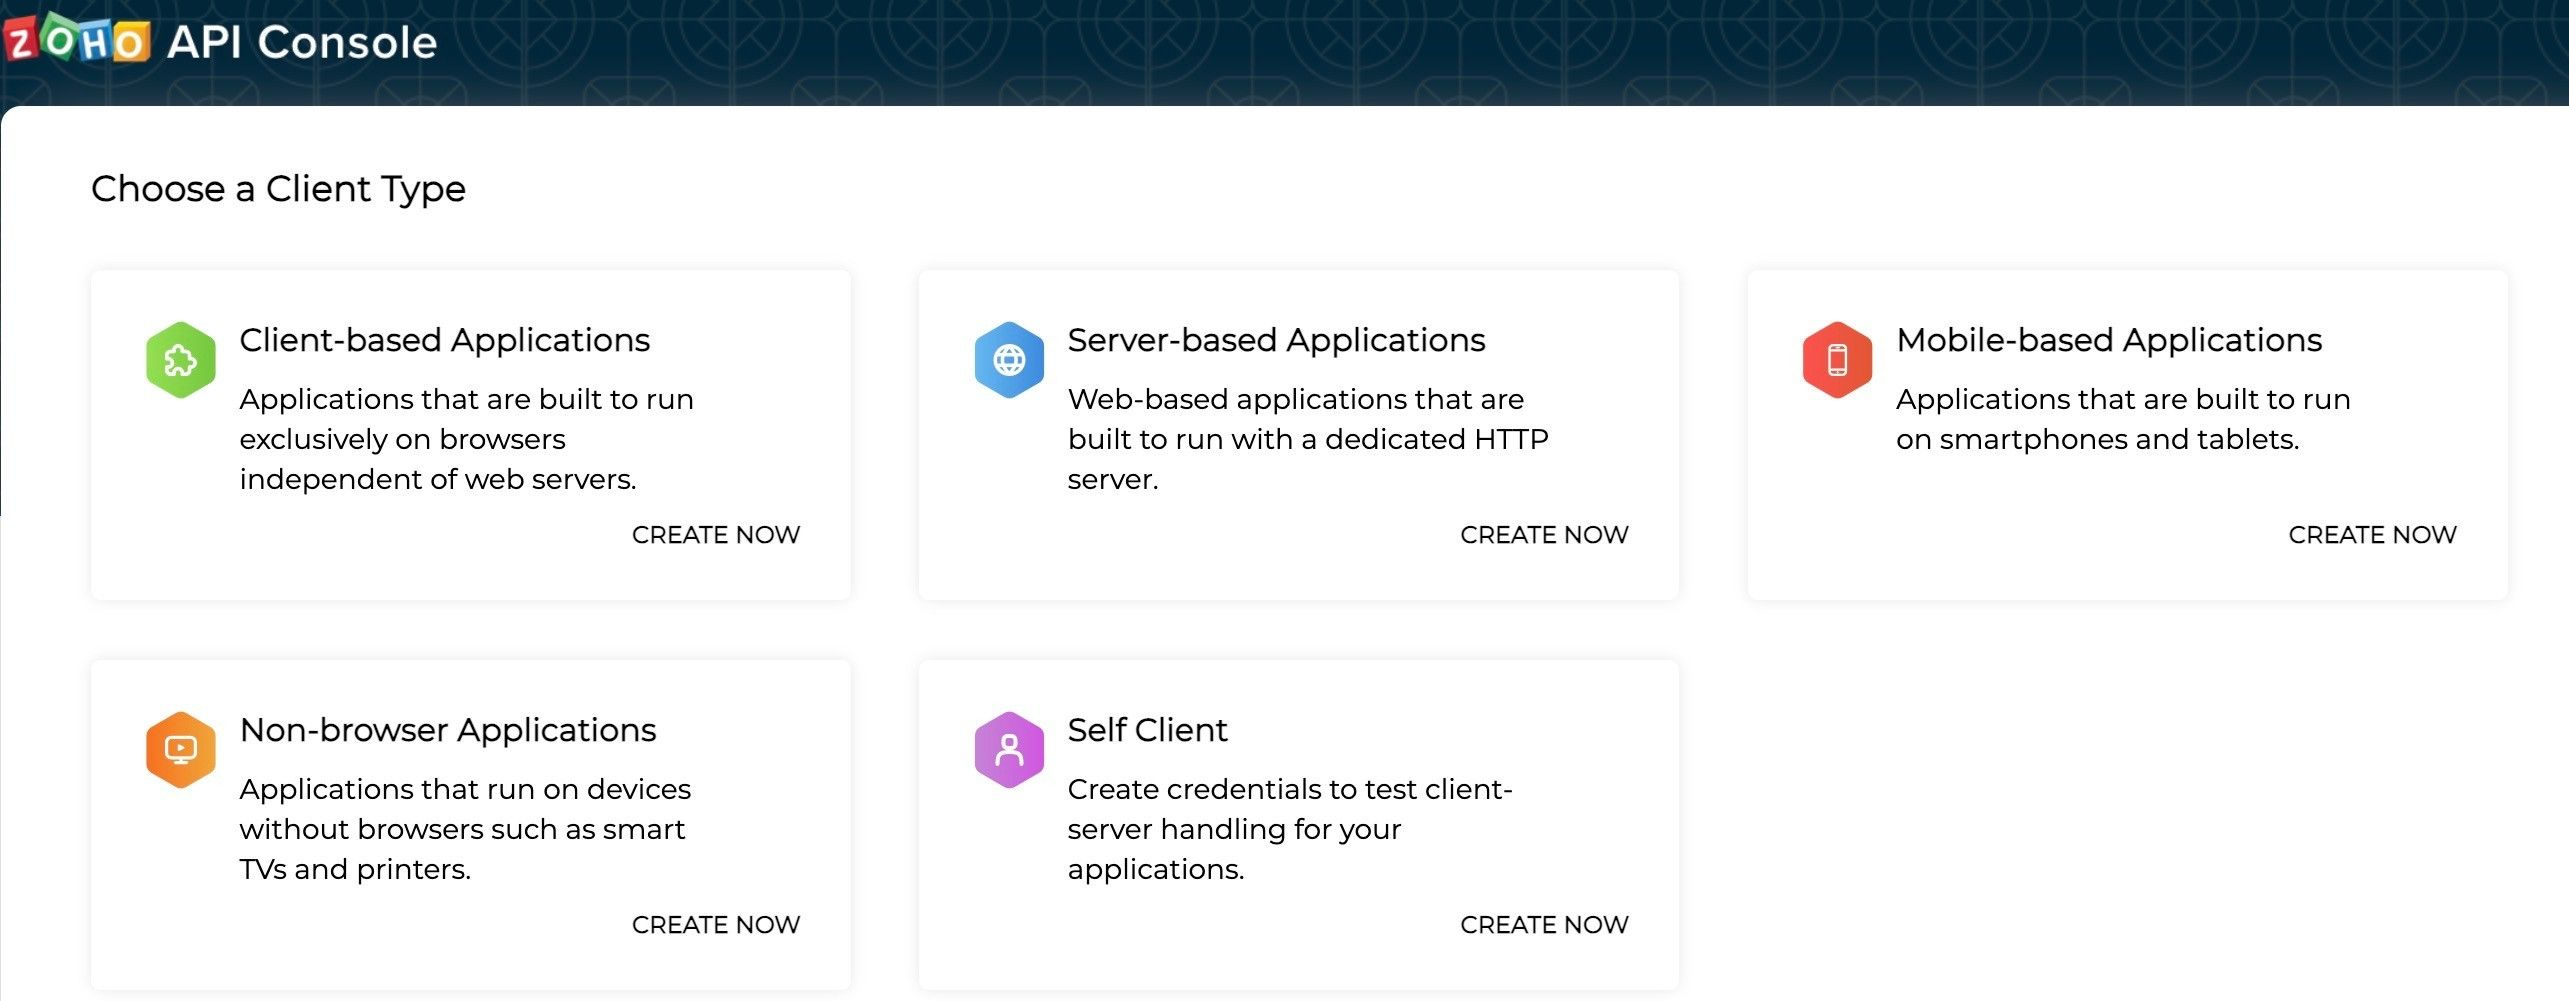 ZOHO API Console
Choose a Client Type
Client-based Applications
Applications that are built to run
exclusively on browsers
independent of web servers.
CREATE NOW
Server-based Applications
Web-based applications that are
built to run with a dedicated HTTP
server.
CREATE NOW
Mobile-based Applications
Applications that are built to run
on smartphones and tablets.
CREATE NOW
Non-browser Applications
Applications that run on devices
without browsers such as smart
TVs and printers.
CREATE NOW
Self Client
Create credentials to test client-
server handling for your
applications.
CREATE NOW